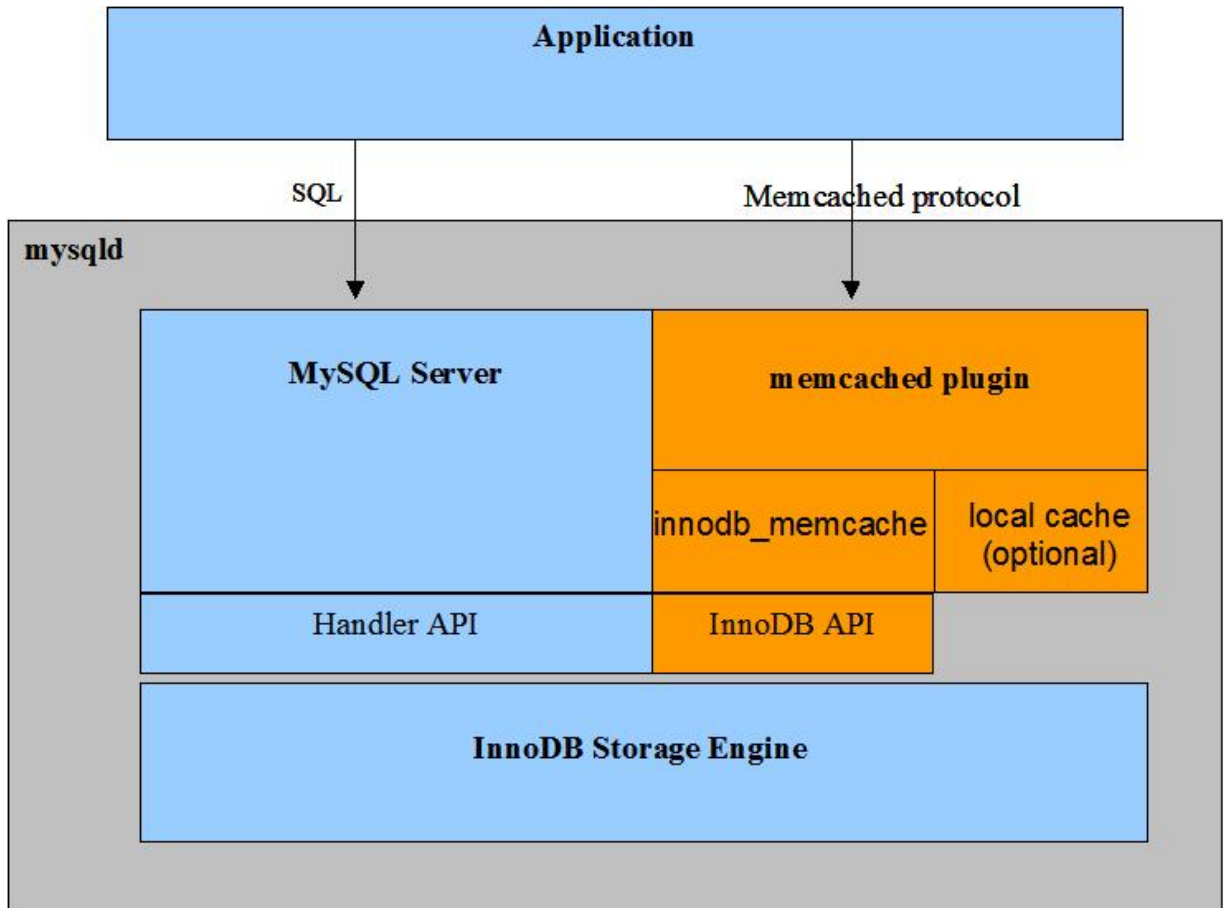 Application
SQL
Memcached protocol
mysqld
MySQL Server
memcached plugin
innodb_memcache
local cache
(optional)
Handler API
InnoDB API
InnoDB Storage Engine